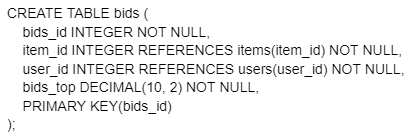 CREATE TABLE bids (
    bids_id INTEGER NOT NULL,
    item_id INTEGER REFERENCES items(item_id) NOT NULL,
    user_id INTEGER REFERENCES users(user_id) NOT NULL,
    bids_top DECIMAL(10, 2) NOT NULL,
    PRIMARY KEY(bids_id)
);